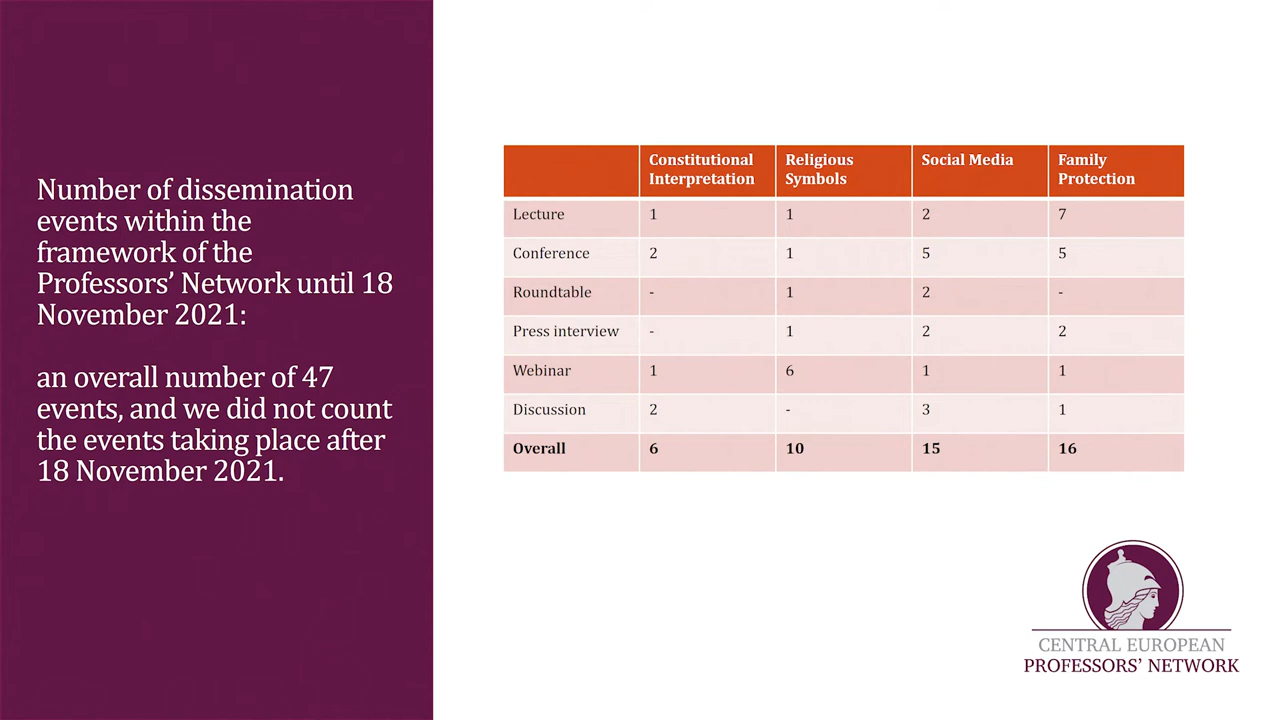 Number of dissemination
events within the
framework of the
Professors’ Network until 18
November 2021:
an overall number of 47
events, and we did not count
the events taking place after
18 November 2021.
Constitutional Interpretation Religious Symbols Social Media Family Protection
Lecture 1 1 2 7
Conference 2 1 5 5
Roundtable - 1 2 -
Press interview - 1 2 2
Webinar 1 6 1 1
Discussion 2 - 3 1
Overall 6 10 15 16
CENTRAL EUROPEAN
PROFESSORS’ NETWORK